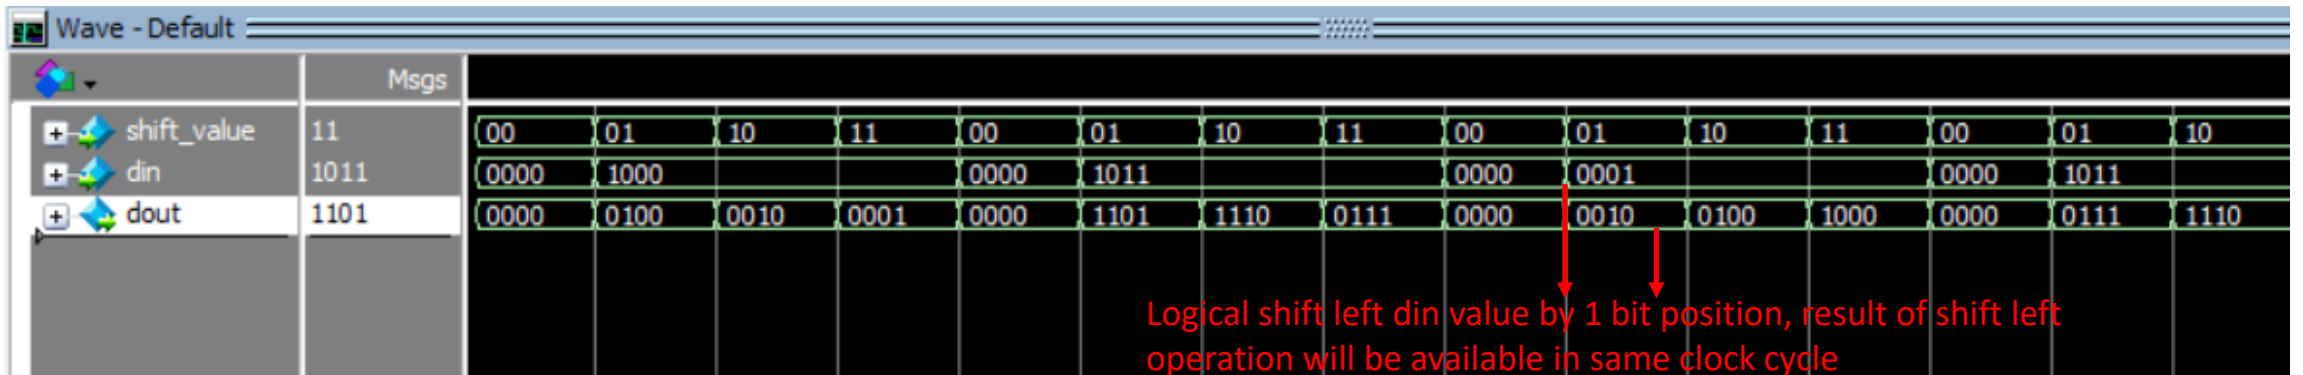 Wave - Default
Msgs
shift_value 11 00 01 10 11 00 01 10 11 00 01 10 11 00 01 10
din 1011 0000 1000 0000 1011 0000 0001 0000 1011
dout 1101 0000 0100 0010 0001 0000 1101 1110 0111 0000 0010 0100 1000 0000 0111 1110
Logical shift left din value by 1 bit position, result of shift left
operation will be available in same clock cycle